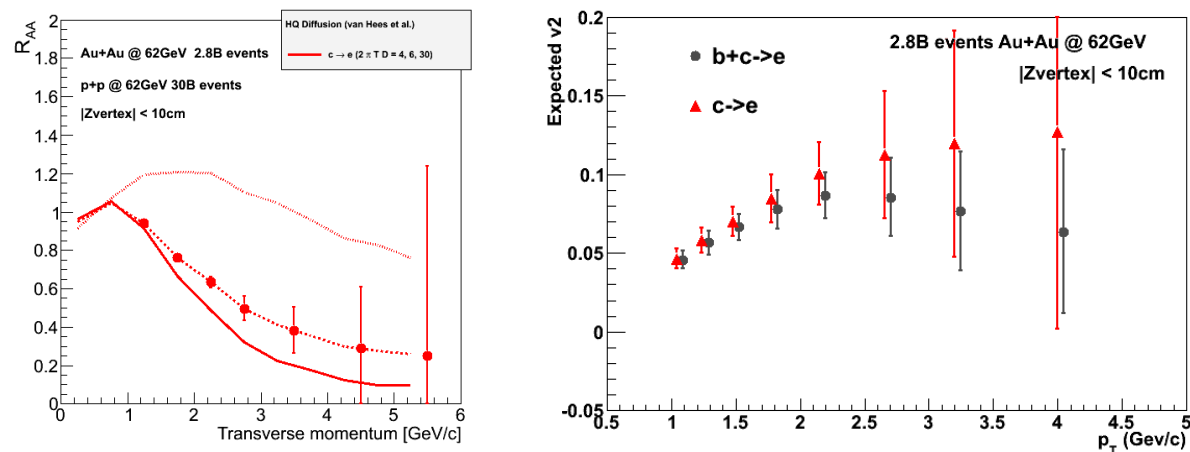 HQ Diffusion (van Hees et al.)
c → e (2 π T D = 4, 6, 30)
Au+Au @ 62GeV 2.8B events
p+p @ 62GeV 30B events
|Zvertex| < 10cm
R_AA
2
1.8
1.6
1.4
1.2
1
0.8
0.6
0.4
0.2
0
0 1 2 3 4 5 6
Transverse momentum [GeV/c]
2.8B events Au+Au @ 62GeV
|Zvertex| < 10cm
b+c->e
c->e
Expected v2
0.2
0.15
0.1
0.05
0
-0.05
0.5 1 1.5 2 2.5 3 3.5 4 4.5 5
p_T (Gev/c)